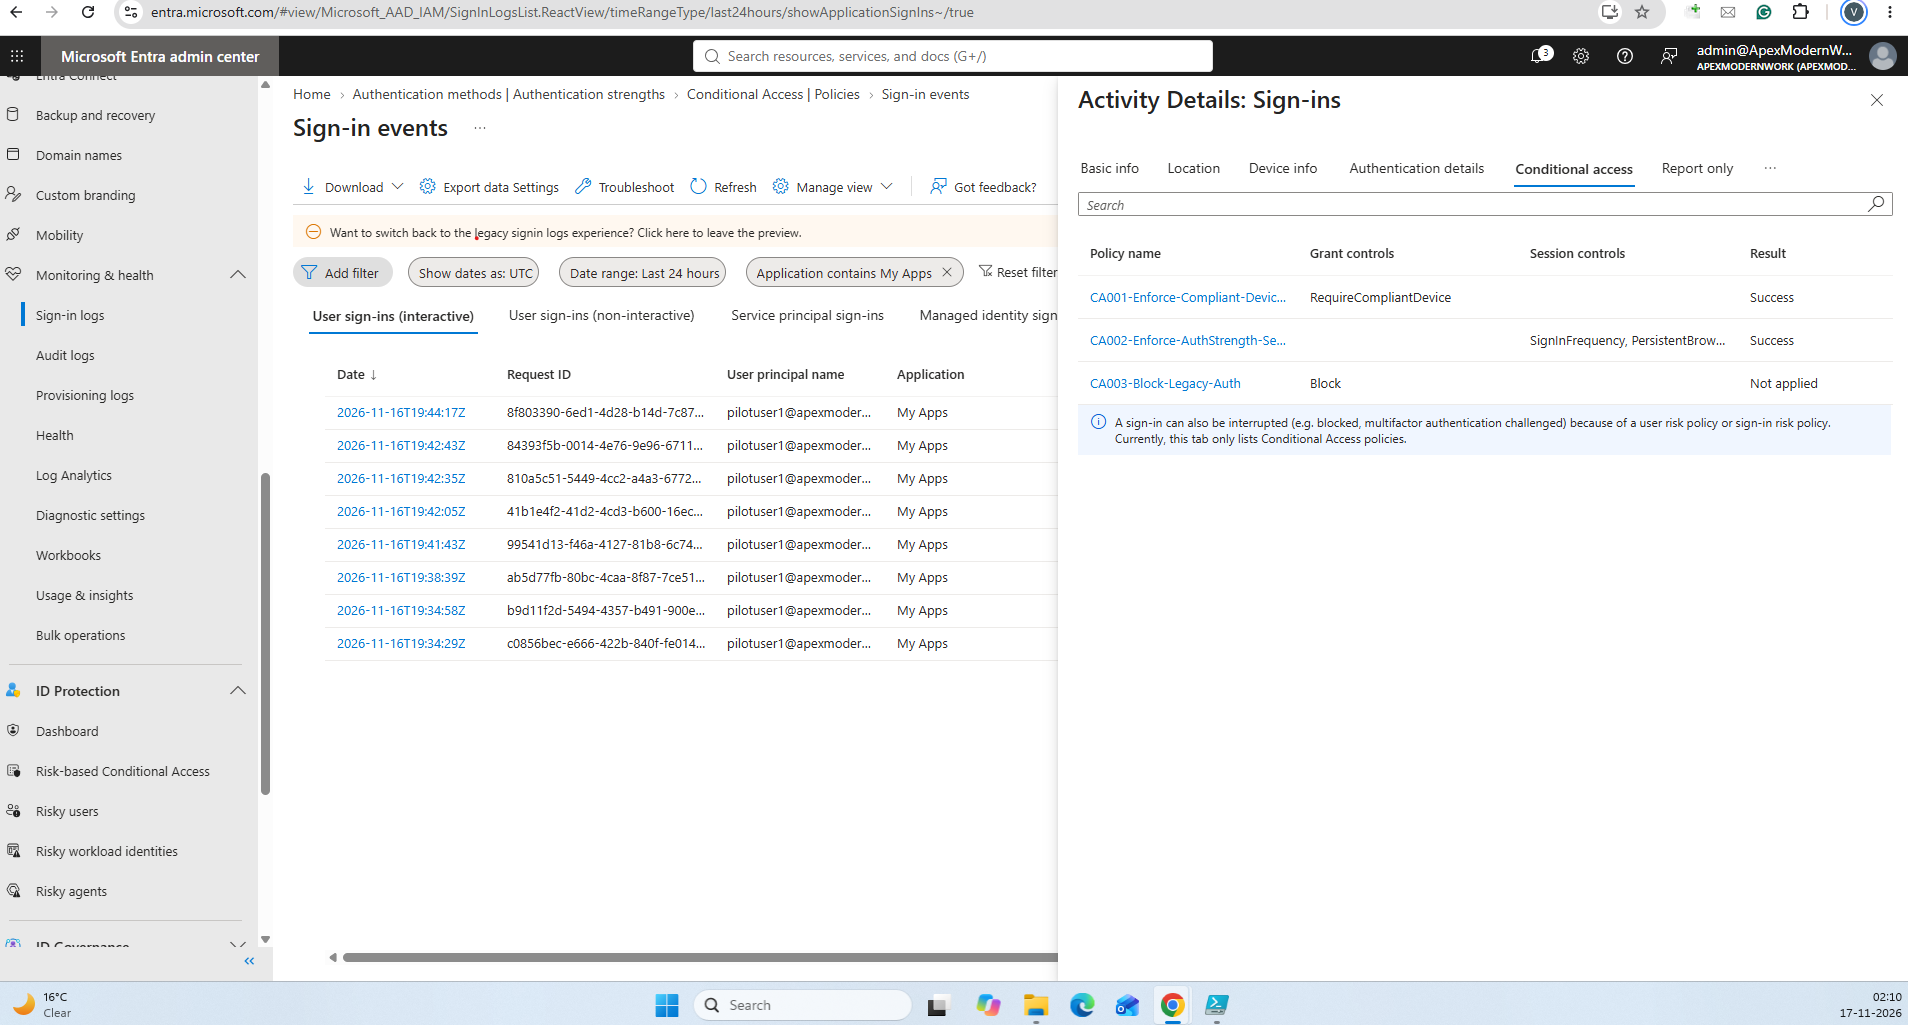 entra.microsoft.com/#view/Microsoft_AAD_IAM/SignInLogsList.ReactView/timeRangeType/last24hours/showApplicationSignIns~/true
V
Microsoft Entra admin center
Search resources, services, and docs (G+/)
3
admin@ApexModernW...
APEXMODERNWORK (APEXMOD...
Entra Connect
Backup and recovery
Domain names
Custom branding
Mobility
Monitoring & health
Sign-in logs
Audit logs
Provisioning logs
Health
Log Analytics
Diagnostic settings
Workbooks
Usage & insights
Bulk operations
ID Protection
Dashboard
Risk-based Conditional Access
Risky users
Risky workload identities
Risky agents
ID Governance
Home > Authentication methods | Authentication strengths > Conditional Access | Policies > Sign-in events
Sign-in events ...
Download Export data Settings Troubleshoot Refresh Manage view Got feedback?
Want to switch back to the legacy signin logs experience? Click here to leave the preview.
Add filter Show dates as: UTC Date range: Last 24 hours Application contains My Apps Reset filter
User sign-ins (interactive) User sign-ins (non-interactive) Service principal sign-ins Managed identity sign
Date ↓ Request ID User principal name Application
2026-11-16T19:44:17Z 8f803390-6ed1-4d28-b14d-7c87... pilotuser1@apexmoder... My Apps
2026-11-16T19:42:43Z 84393f5b-0014-4e76-9e96-6711... pilotuser1@apexmoder... My Apps
2026-11-16T19:42:35Z 810a5c51-5449-4cc2-a4a3-6772... pilotuser1@apexmoder... My Apps
2026-11-16T19:42:05Z 41b1e4f2-41d2-4cd3-b600-16ec... pilotuser1@apexmoder... My Apps
2026-11-16T19:41:43Z 99541d13-f46a-4127-81b8-6c74... pilotuser1@apexmoder... My Apps
2026-11-16T19:38:39Z ab5d77fb-80bc-4caa-8f87-7ce51... pilotuser1@apexmoder... My Apps
2026-11-16T19:34:58Z b9d11f2d-5494-4357-b491-900e... pilotuser1@apexmoder... My Apps
2026-11-16T19:34:29Z c0856bec-e666-422b-840f-fe014... pilotuser1@apexmoder... My Apps
Activity Details: Sign-ins
Basic info Location Device info Authentication details Conditional access Report only ...
Search
Policy name Grant controls Session controls Result
CA001-Enforce-Compliant-Devic... RequireCompliantDevice Success
CA002-Enforce-AuthStrength-Se... SignInFrequency, PersistentBrow... Success
CA003-Block-Legacy-Auth Block Not applied
A sign-in can also be interrupted (e.g. blocked, multifactor authentication challenged) because of a user risk policy or sign-in risk policy.
Currently, this tab only lists Conditional Access policies.
16°C
Clear
Search
02:10
17-11-2026